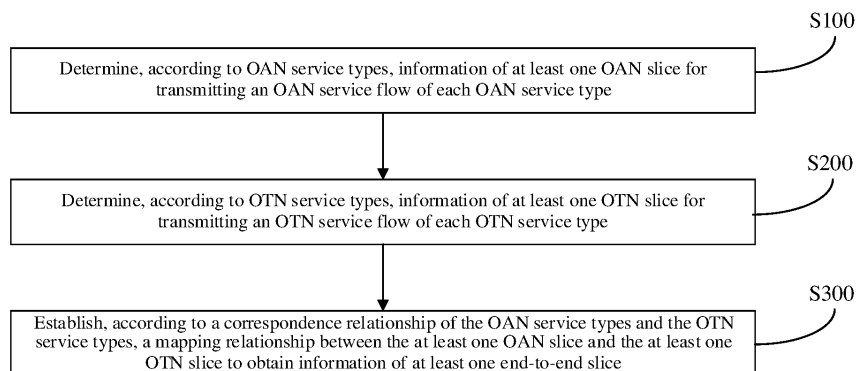 S100
Determine, according to OAN service types, information of at least one OAN slice for
transmitting an OAN service flow of each OAN service type
S200
Determine, according to OTN service types, information of at least one OTN slice for
transmitting an OTN service flow of each OTN service type
S300
Establish, according to a correspondence relationship of the OAN service types and the OTN
service types, a mapping relationship between the at least one OAN slice and the at least one
OTN slice to obtain information of at least one end-to-end slice